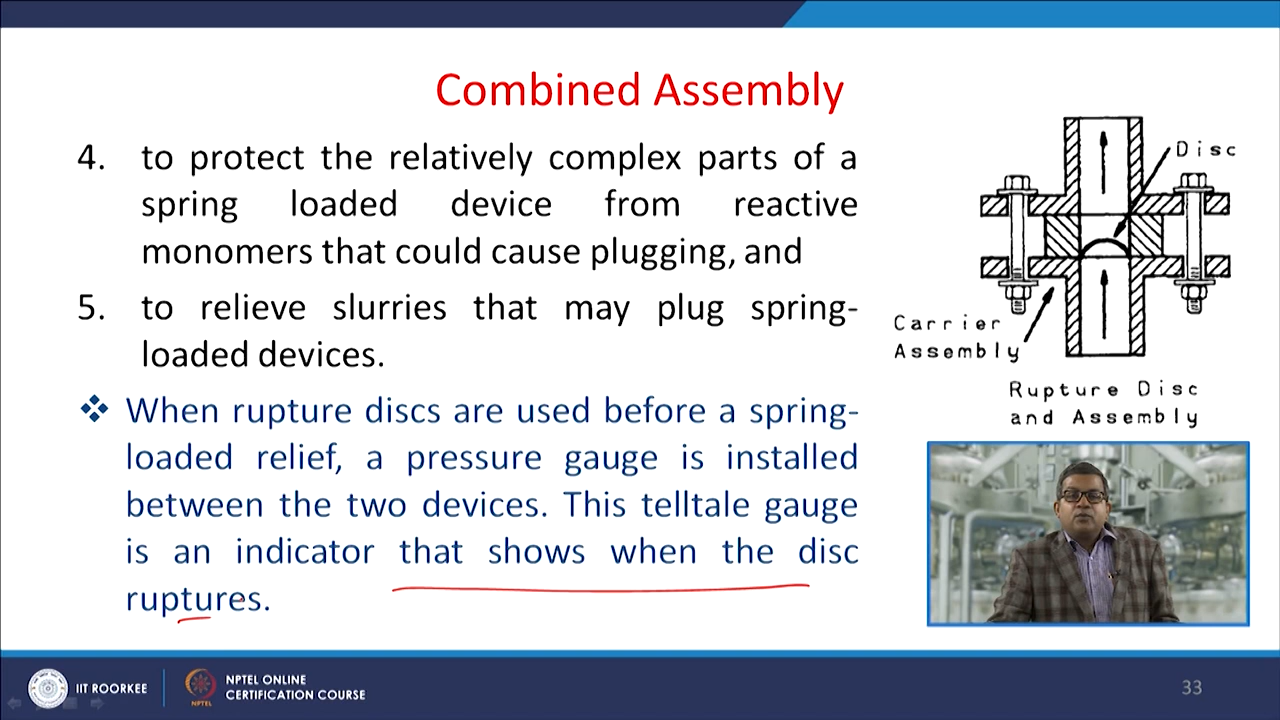 Combined Assembly
4. to protect the relatively complex parts of a
spring loaded device from reactive
monomers that could cause plugging, and
5. to relieve slurries that may plug spring-
loaded devices.
❖ When rupture discs are used before a spring-
loaded relief, a pressure gauge is installed
between the two devices. This telltale gauge
is an indicator that shows when the disc
ruptures.
Disc
Carrier
Assembly
Rupture Disc
and Assembly
IIT ROORKEE
NPTEL
NPTEL ONLINE
CERTIFICATION COURSE
33